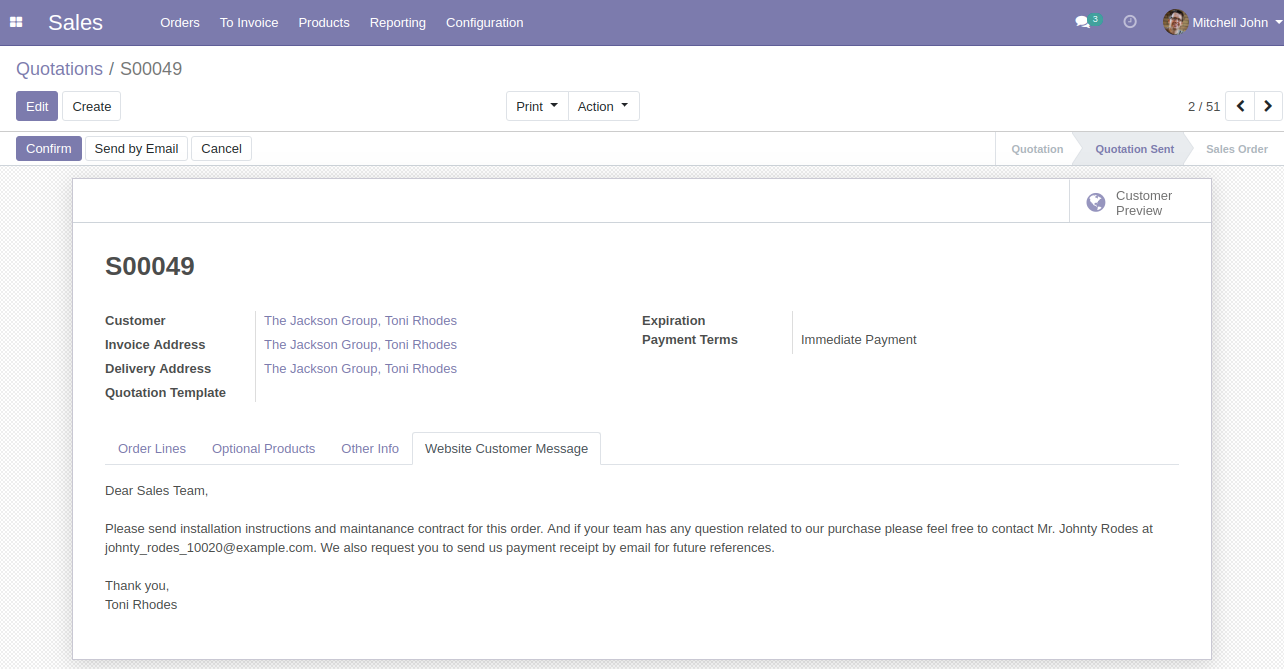 Sales Orders To Invoice Products Reporting Configuration 3 Mitchell John
Quotations / S00049
Edit Create Print Action 2 / 51
Confirm Send by Email Cancel Quotation Quotation Sent Sales Order
Customer
Preview
S00049
Customer The Jackson Group, Toni Rhodes Expiration
Invoice Address The Jackson Group, Toni Rhodes Payment Terms Immediate Payment
Delivery Address The Jackson Group, Toni Rhodes
Quotation Template
Order Lines Optional Products Other Info Website Customer Message
Dear Sales Team,
Please send installation instructions and maintanance contract for this order. And if your team has any question related to our purchase please feel free to contact Mr. Johnty Rodes at
johnty_rodes_10020@example.com. We also request you to send us payment receipt by email for future references.
Thank you,
Toni Rhodes